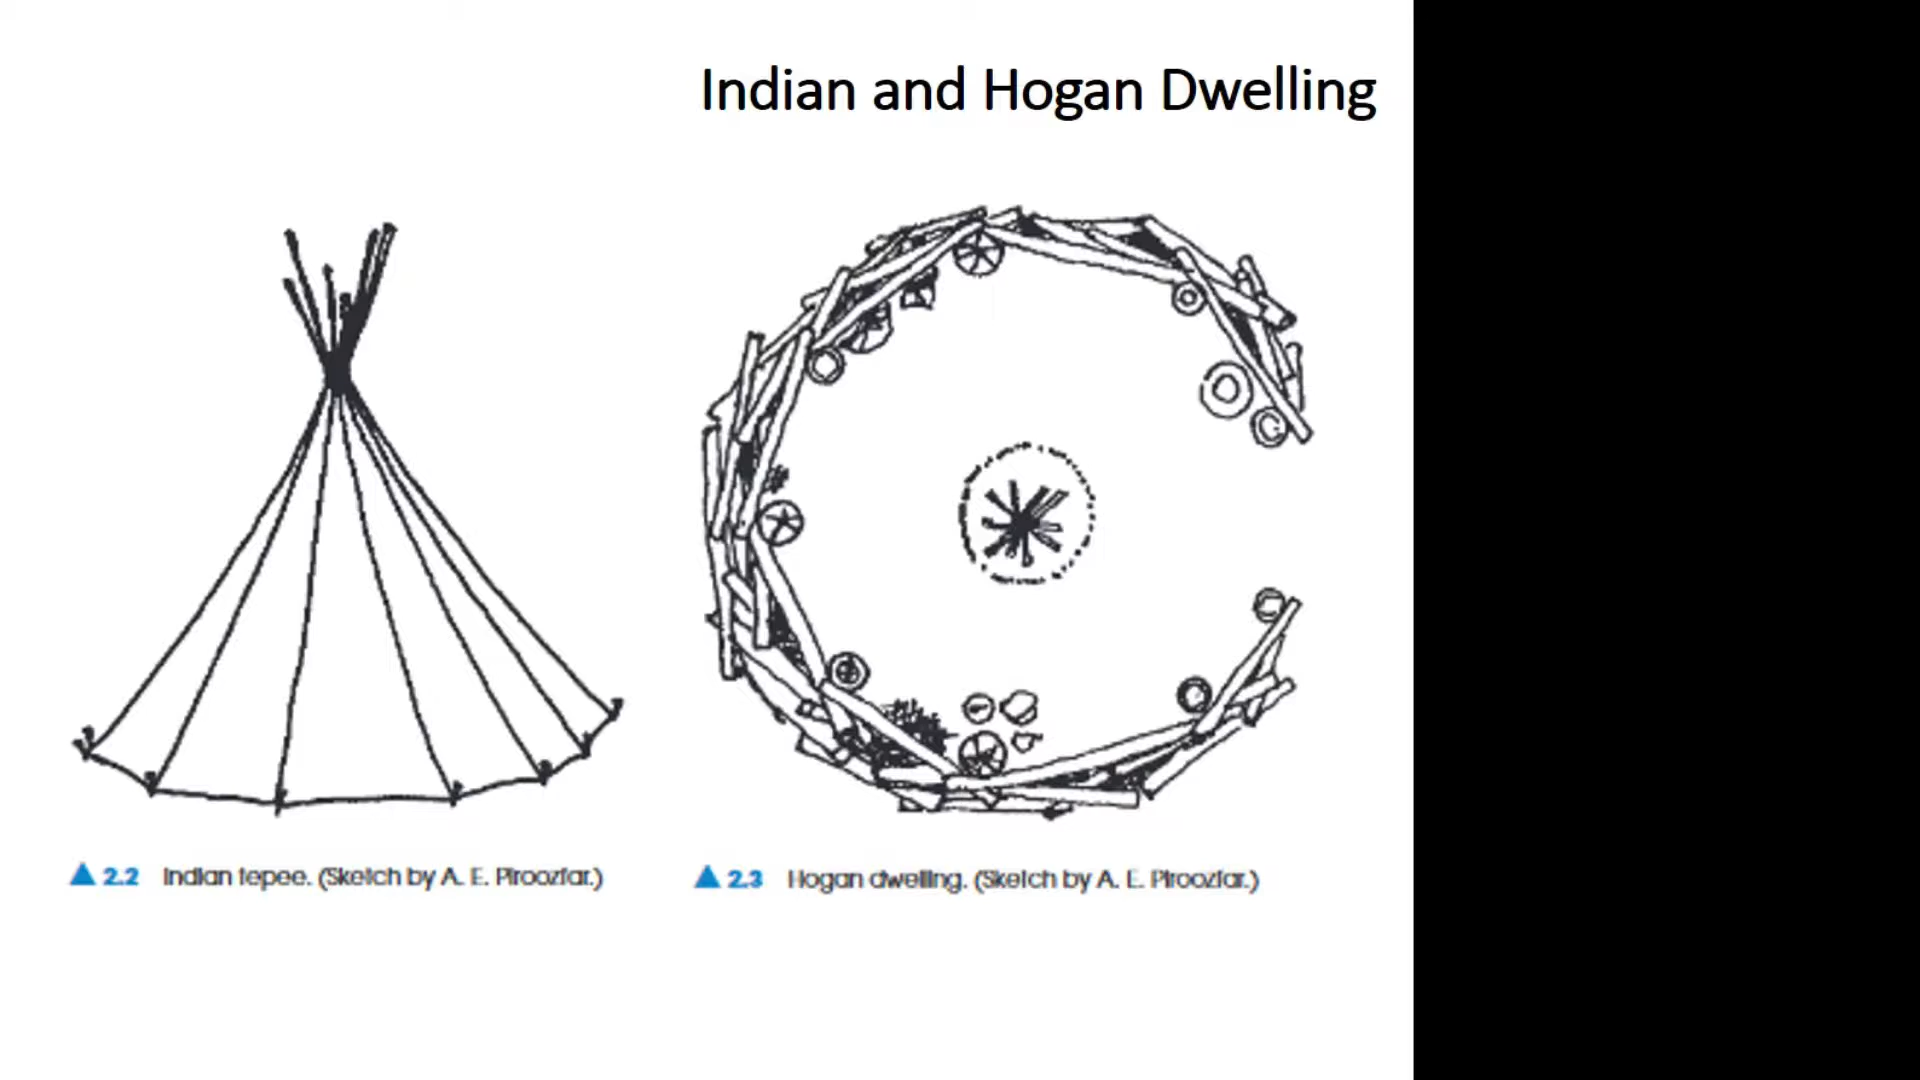 Indian and Hogan Dwelling
▲ 2.2 Indian tepee. (Sketch by A. E. Piroozfar.)
▲ 2.3 Hogan dwelling. (Sketch by A. E. Piroozfar.)